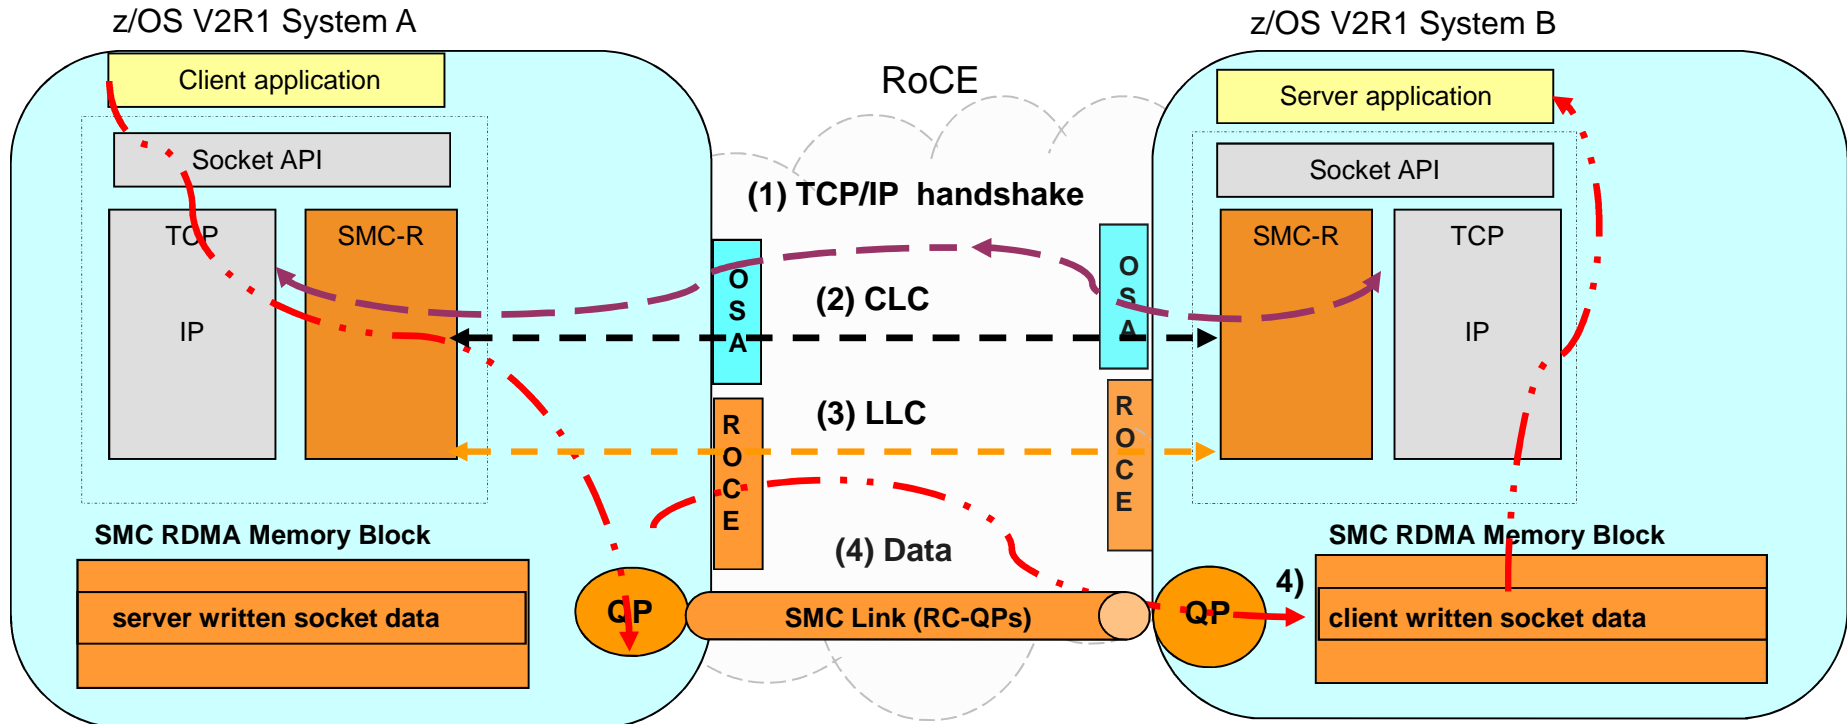 z/OS V2R1 System A
z/OS V2R1 System B
Client application
RoCE
Server application
Socket API
Socket API
(1) TCP/IP handshake
TCP
SMC-R
SMC-R
TCP
O
S
A
O
S
A
(2) CLC
IP
IP
(3) LLC
R
O
C
E
R
O
C
E
SMC RDMA Memory Block
(4) Data
SMC RDMA Memory Block
4)
server written socket data
QP
SMC Link (RC-QPs)
QP
client written socket data